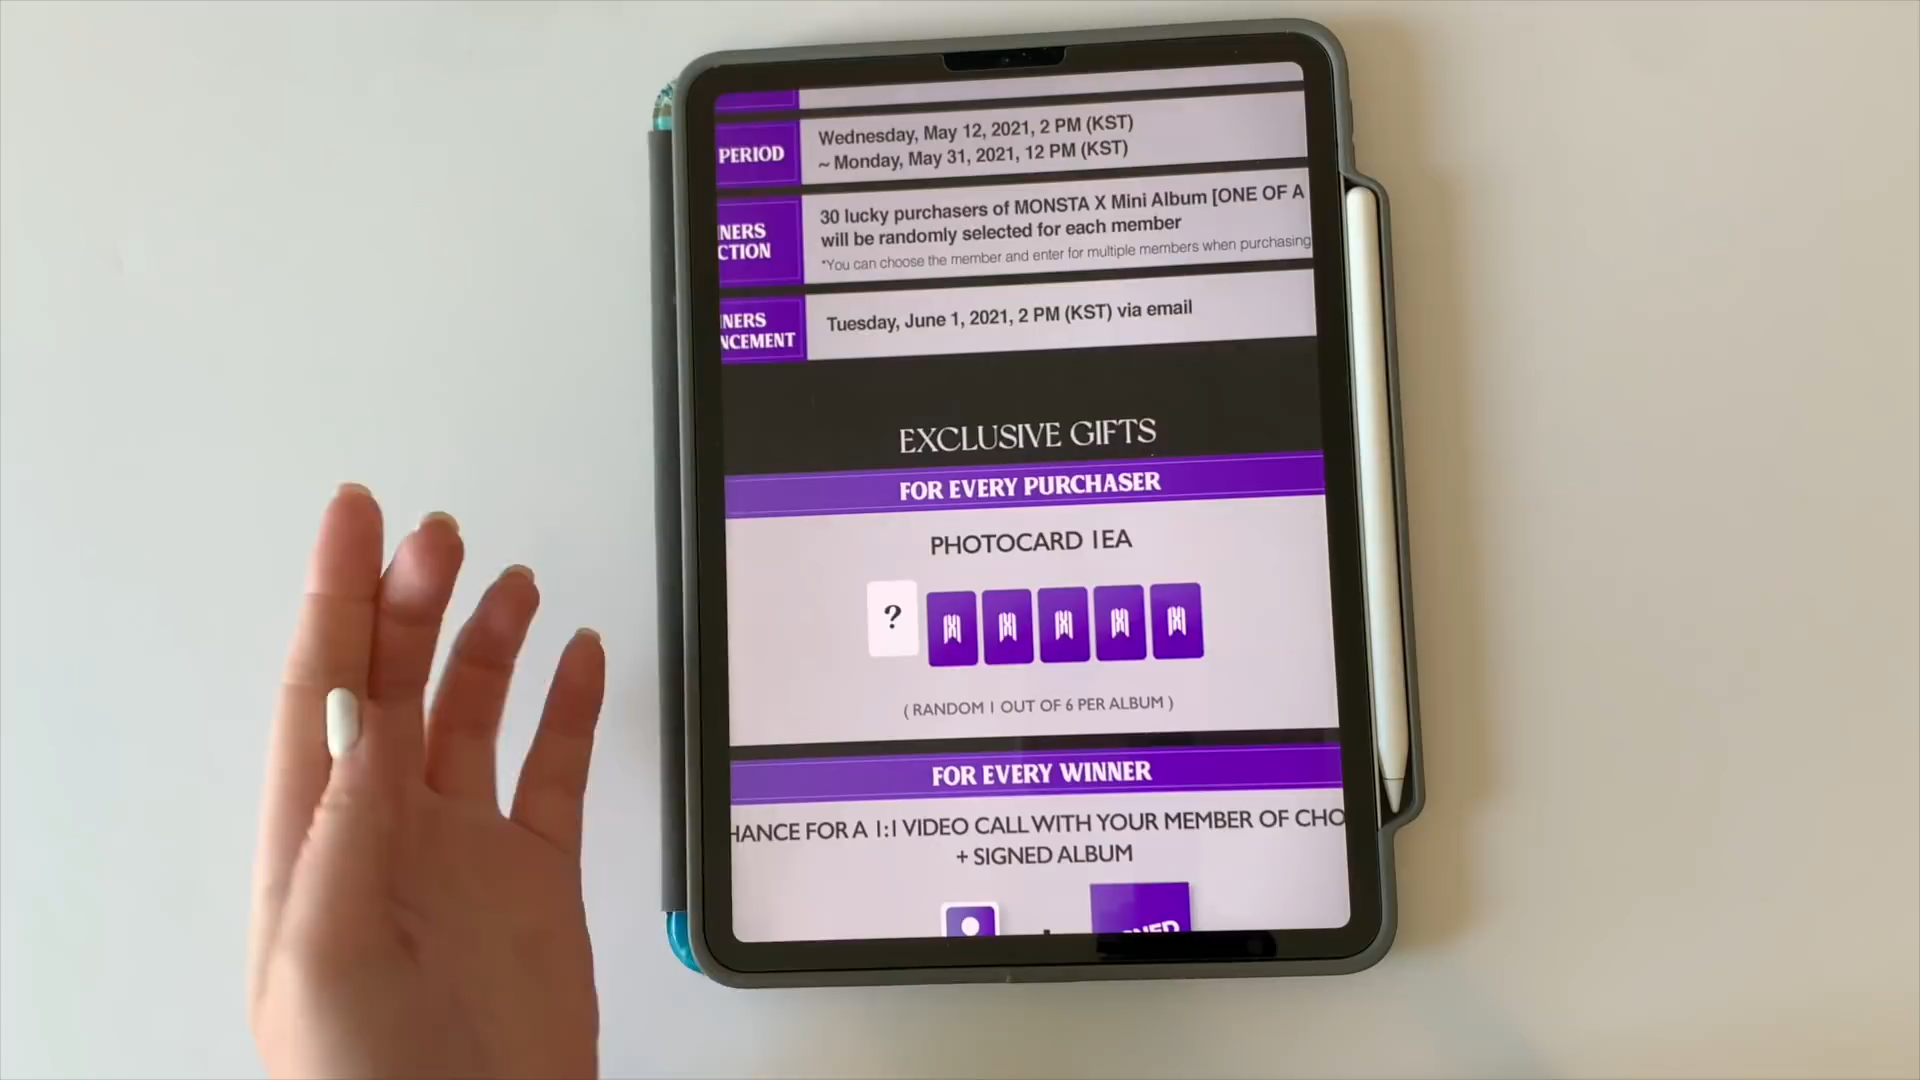 PERIOD
Wednesday, May 12, 2021, 2 PM (KST)
~ Monday, May 31, 2021, 12 PM (KST)
NERS
CTION
30 lucky purchasers of MONSTA X Mini Album [ONE OF A
will be randomly selected for each member
*You can choose the member and enter for multiple members when purchasing
NERS
NCEMENT
Tuesday, June 1, 2021, 2 PM (KST) via email
EXCLUSIVE GIFTS
FOR EVERY PURCHASER
PHOTOCARD 1EA
?
( RANDOM 1 OUT OF 6 PER ALBUM )
FOR EVERY WINNER
HANCE FOR A 1:1 VIDEO CALL WITH YOUR MEMBER OF CHO
+ SIGNED ALBUM
NED